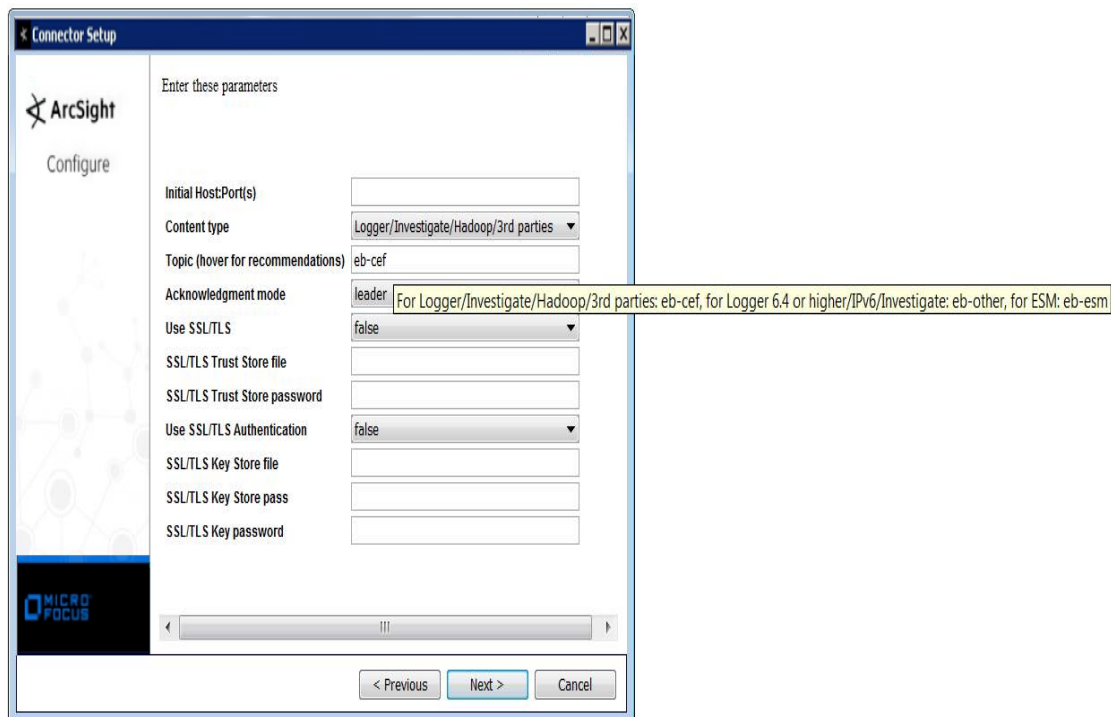 Connector Setup
ArcSight
Configure
Enter these parameters
Initial Host:Port(s)
Content type Logger/Investigate/Hadoop/3rd parties
Topic (hover for recommendations) eb-cef
Acknowledgment mode leader
For Logger/Investigate/Hadoop/3rd parties: eb-cef, for Logger 6.4 or higher/IPv6/Investigate: eb-other, for ESM: eb-esm
Use SSL/TLS false
SSL/TLS Trust Store file
SSL/TLS Trust Store password
Use SSL/TLS Authentication false
SSL/TLS Key Store file
SSL/TLS Key Store pass
SSL/TLS Key password
MICRO
FOCUS
< Previous Next > Cancel